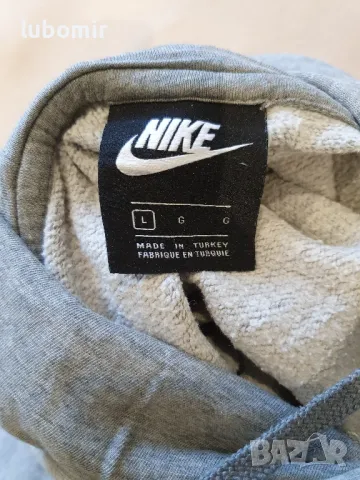 lubomir
NIKE
L G G
MADE IN TURKEY
FABRIQUE EN TURQUIE
BAZAR